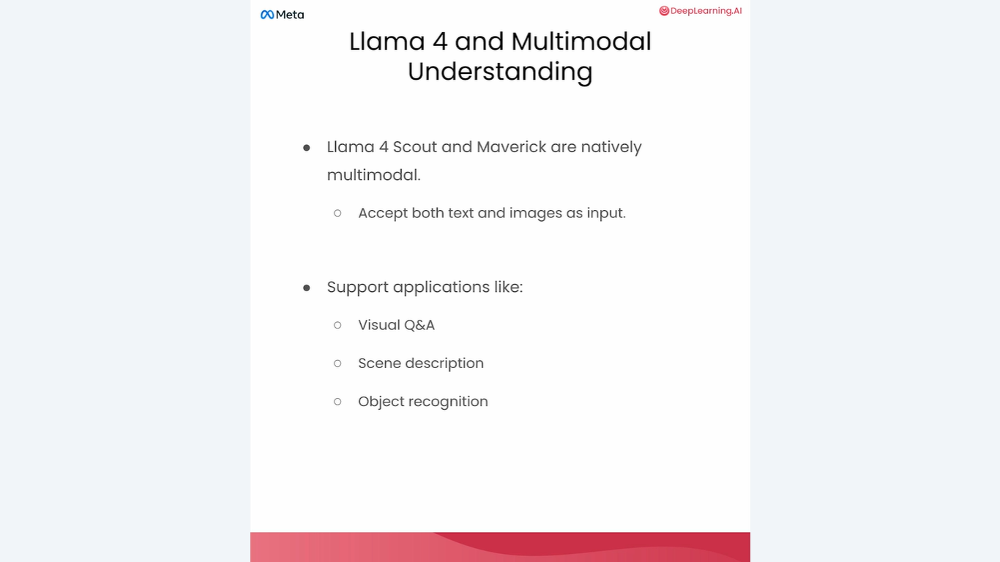 Meta
DeepLearning.AI
Llama 4 and Multimodal
Understanding
● Llama 4 Scout and Maverick are natively
multimodal.
○ Accept both text and images as input.
● Support applications like:
○ Visual Q&A
○ Scene description
○ Object recognition